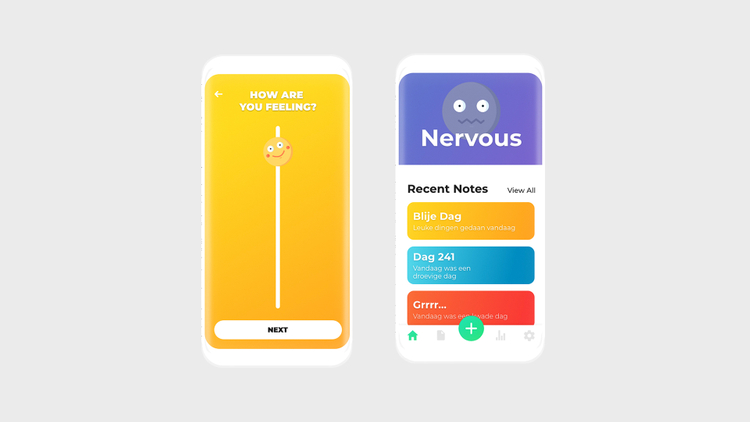 HOW ARE
YOU FEELING?
NEXT
Nervous
Recent Notes
View All
Blije Dag
Leuke dingen gedaan vandaag
Dag 241
Vandaag was een
droevige dag
Grrrr...
Vandaag was een kwade dag